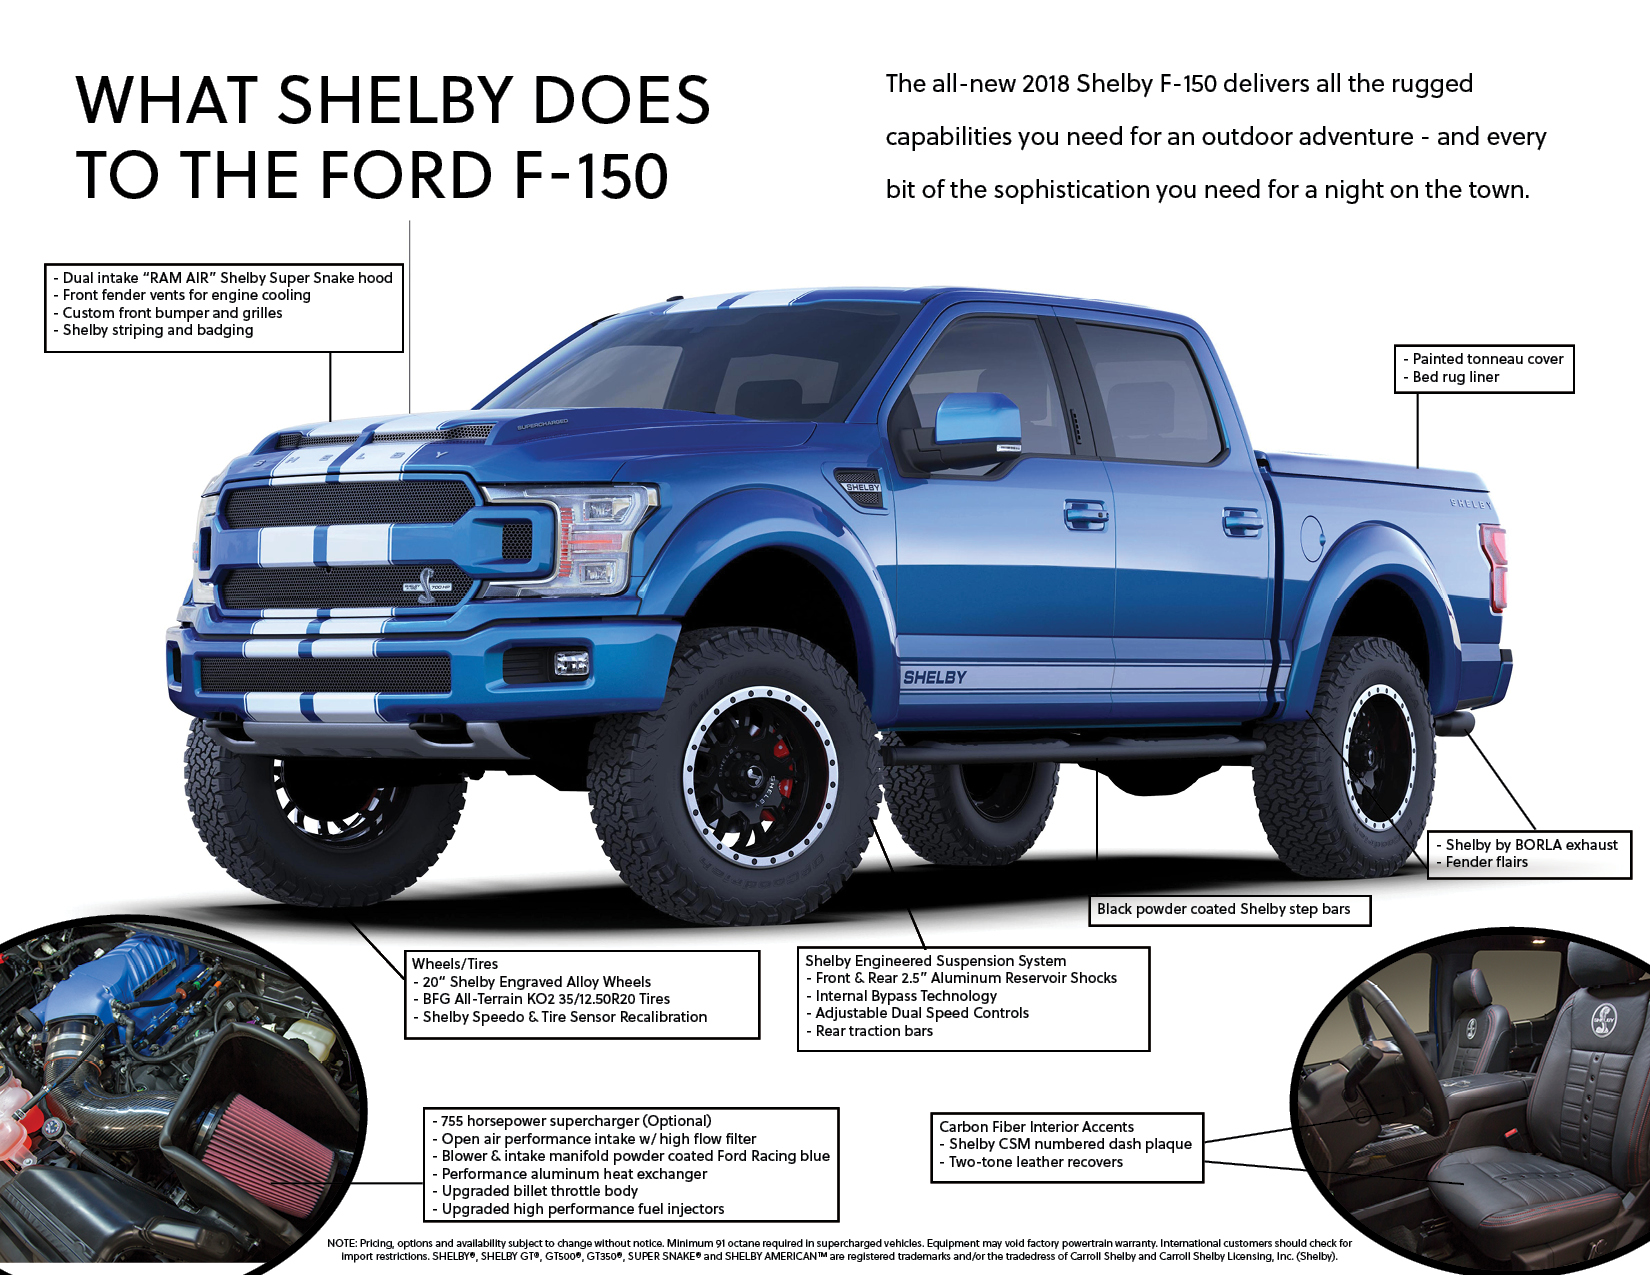 WHAT SHELBY DOES
TO THE FORD F-150
The all-new 2018 Shelby F-150 delivers all the rugged
capabilities you need for an outdoor adventure - and every
bit of the sophistication you need for a night on the town.
- Dual intake “RAM AIR” Shelby Super Snake hood
- Front fender vents for engine cooling
- Custom front bumper and grilles
- Shelby striping and badging
- Painted tonneau cover
- Bed rug liner
SUPERCHARGED
SHELBY
SHELBY
SHELBY
SHELBY
SHELBY
- Shelby by BORLA exhaust
- Fender flairs
Black powder coated Shelby step bars
Wheels/Tires
- 20“ Shelby Engraved Alloy Wheels
- BFG All-Terrain KO2 35/12.50R20 Tires
- Shelby Speedo & Tire Sensor Recalibration
Shelby Engineered Suspension System
- Front & Rear 2.5” Aluminum Reservoir Shocks
- Internal Bypass Technology
- Adjustable Dual Speed Controls
- Rear traction bars
SHELBY
- 755 horsepower supercharger (Optional)
- Open air performance intake w/ high flow filter
- Blower & intake manifold powder coated Ford Racing blue
- Performance aluminum heat exchanger
- Upgraded billet throttle body
- Upgraded high performance fuel injectors
Carbon Fiber Interior Accents
- Shelby CSM numbered dash plaque
- Two-tone leather recovers
NOTE: Pricing, options and availability subject to change without notice. Minimum 91 octane required in supercharged vehicles. Equipment may void factory powertrain warranty. International customers should check for
import restrictions. SHELBY®, SHELBY GT®, GT500®, GT350®, SUPER SNAKE® and SHELBY AMERICAN™ are registered trademarks and/or the tradedress of Carroll Shelby and Carroll Shelby Licensing, Inc. (Shelby).